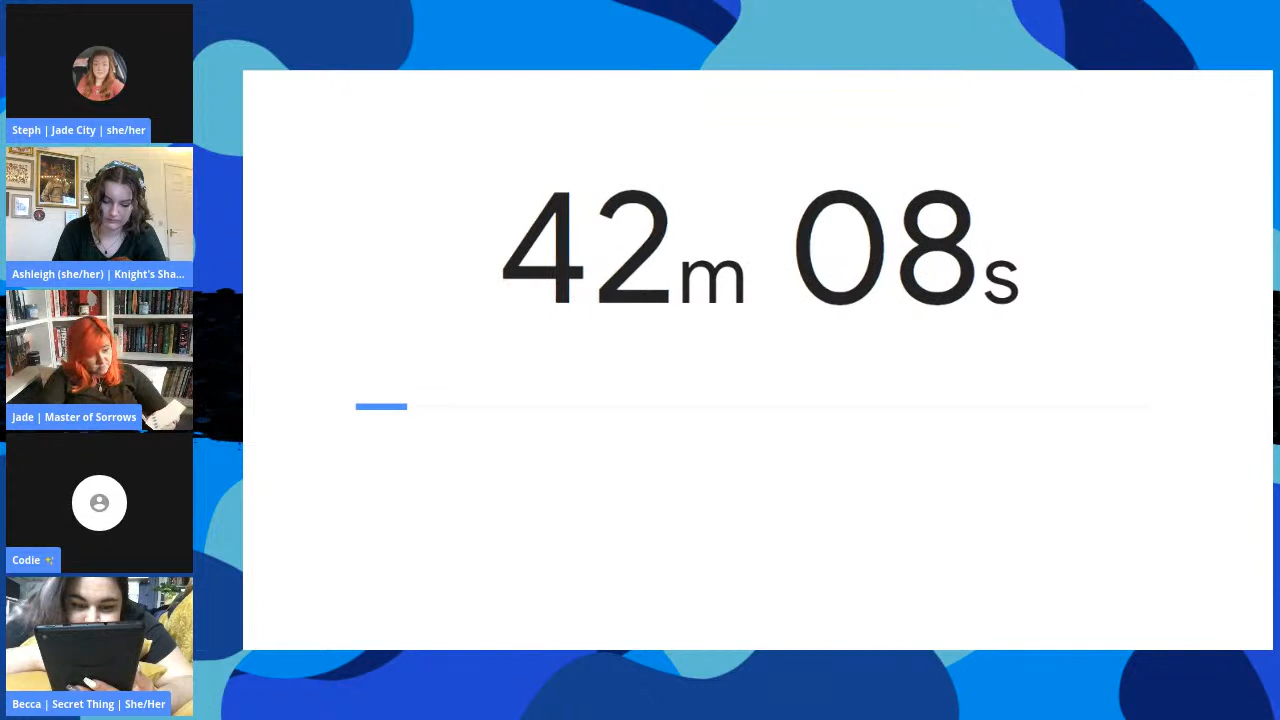 Steph | Jade City | she/her
Ashleigh (she/her) | Knight's Sha...
Jade | Master of Sorrows
Codie ✨
Becca | Secret Thing | She/Her
42m 08s